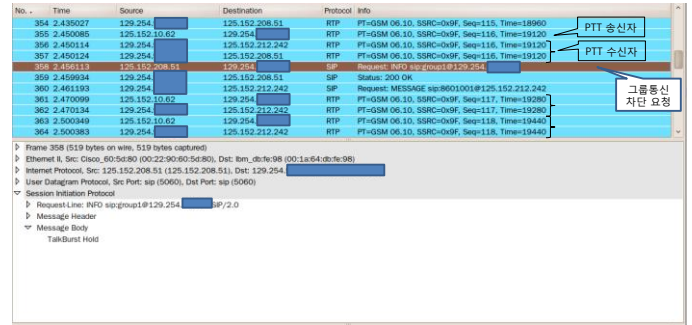 No. . Time Source Destination Protocol Info
354 2.435027 129.254. 125.152.208.51 RTP PT=GSM 06.10, SSRC=0x9F, Seq=115, Time=18960
355 2.450085 125.152.10.62 129.254. RTP PT=GSM 06.10, SSRC=0x9F, Seq=116, Time=19120
PTT 송신자
356 2.450114 129.254. 125.152.212.242 RTP PT=GSM 06.10, SSRC=0x9F, Seq=116, Time=19120
357 2.450124 129.254. 125.152.208.51 RTP PT=GSM 06.10, SSRC=0x9F, Seq=116, Time=19120
PTT 수신자
358 2.456113 125.152.208.51 129.254. SIP Request: INFO sip:group1@129.254.
359 2.459934 129.254. 125.152.208.51 SIP Status: 200 OK
360 2.461193 129.254. 125.152.212.242 SIP Request: MESSAGE sip:8601001@125.152.212.242
그룹통신
차단 요청
361 2.470099 125.152.10.62 129.254. RTP PT=GSM 06.10, SSRC=0x9F, Seq=117, Time=19280
362 2.470134 129.254. 125.152.212.242 RTP PT=GSM 06.10, SSRC=0x9F, Seq=117, Time=19280
363 2.500349 125.152.10.62 129.254. RTP PT=GSM 06.10, SSRC=0x9F, Seq=118, Time=19440
364 2.500383 129.254. 125.152.212.242 RTP PT=GSM 06.10, SSRC=0x9F, Seq=118, Time=19440
Frame 358 (519 bytes on wire, 519 bytes captured)
Ethernet II, Src: Cisco_60:5d:80 (00:22:90:60:5d:80), Dst: Ibm_db:fe:98 (00:1a:64:db:fe:98)
Internet Protocol, Src: 125.152.208.51 (125.152.208.51), Dst: 129.254.
User Datagram Protocol, Src Port: sip (5060), Dst Port: sip (5060)
Session Initiation Protocol
Request-Line: INFO sip:group1@129.254. SIP/2.0
Message Header
Message Body
TalkBurst Hold